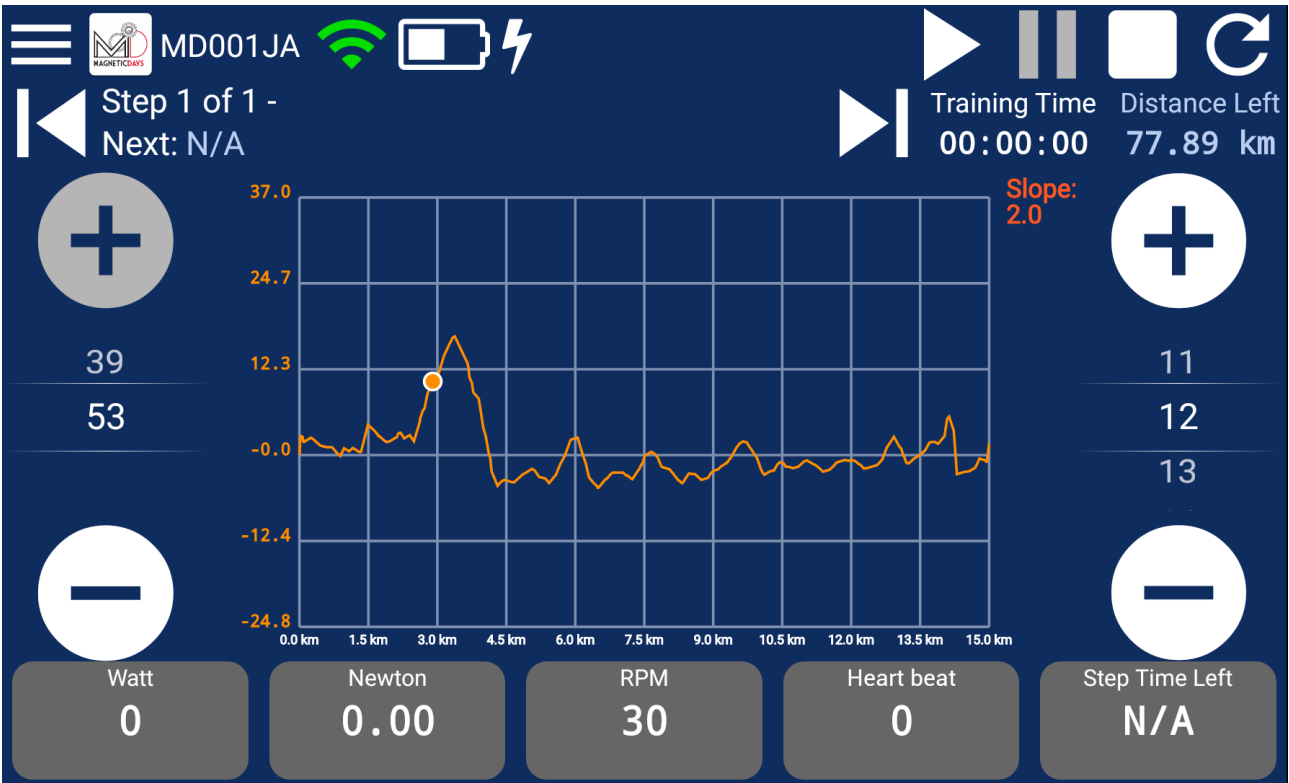 MD
MAGNETICDAYS
MD001JA
Step 1 of 1 -
Next: N/A
Training Time
00:00:00
Distance Left
77.89 km
39
53
37.0
24.7
12.3
-0.0
-12.4
-24.8
0.0 km 1.5 km 3.0 km 4.5 km 6.0 km 7.5 km 9.0 km 10.5 km 12.0 km 13.5 km 15.0 km
Slope:
2.0
11
12
13
Watt
0
Newton
0.00
RPM
30
Heart beat
0
Step Time Left
N/A